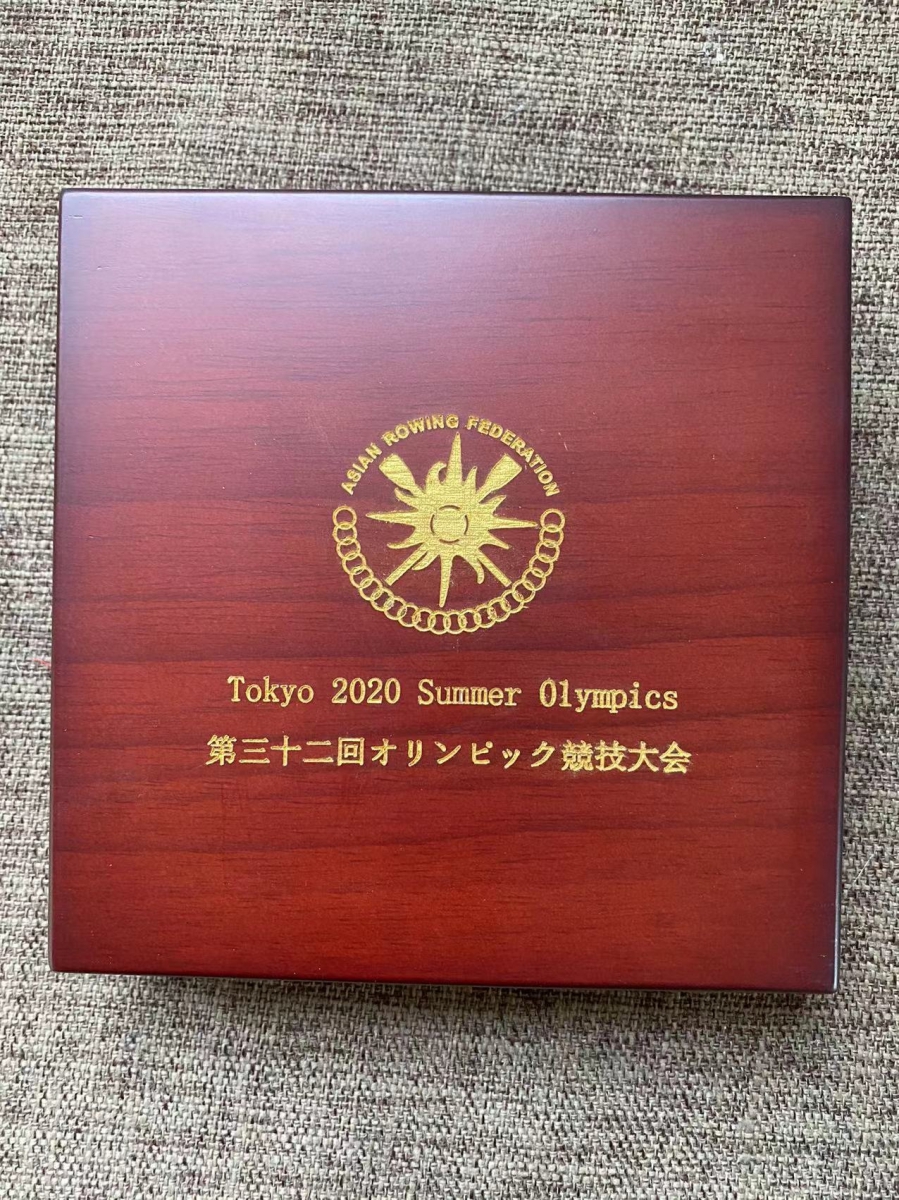 ASIAN ROWING FEDERATION
Tokyo 2020 Summer Olympics
第三十二回オリンピック競技大会